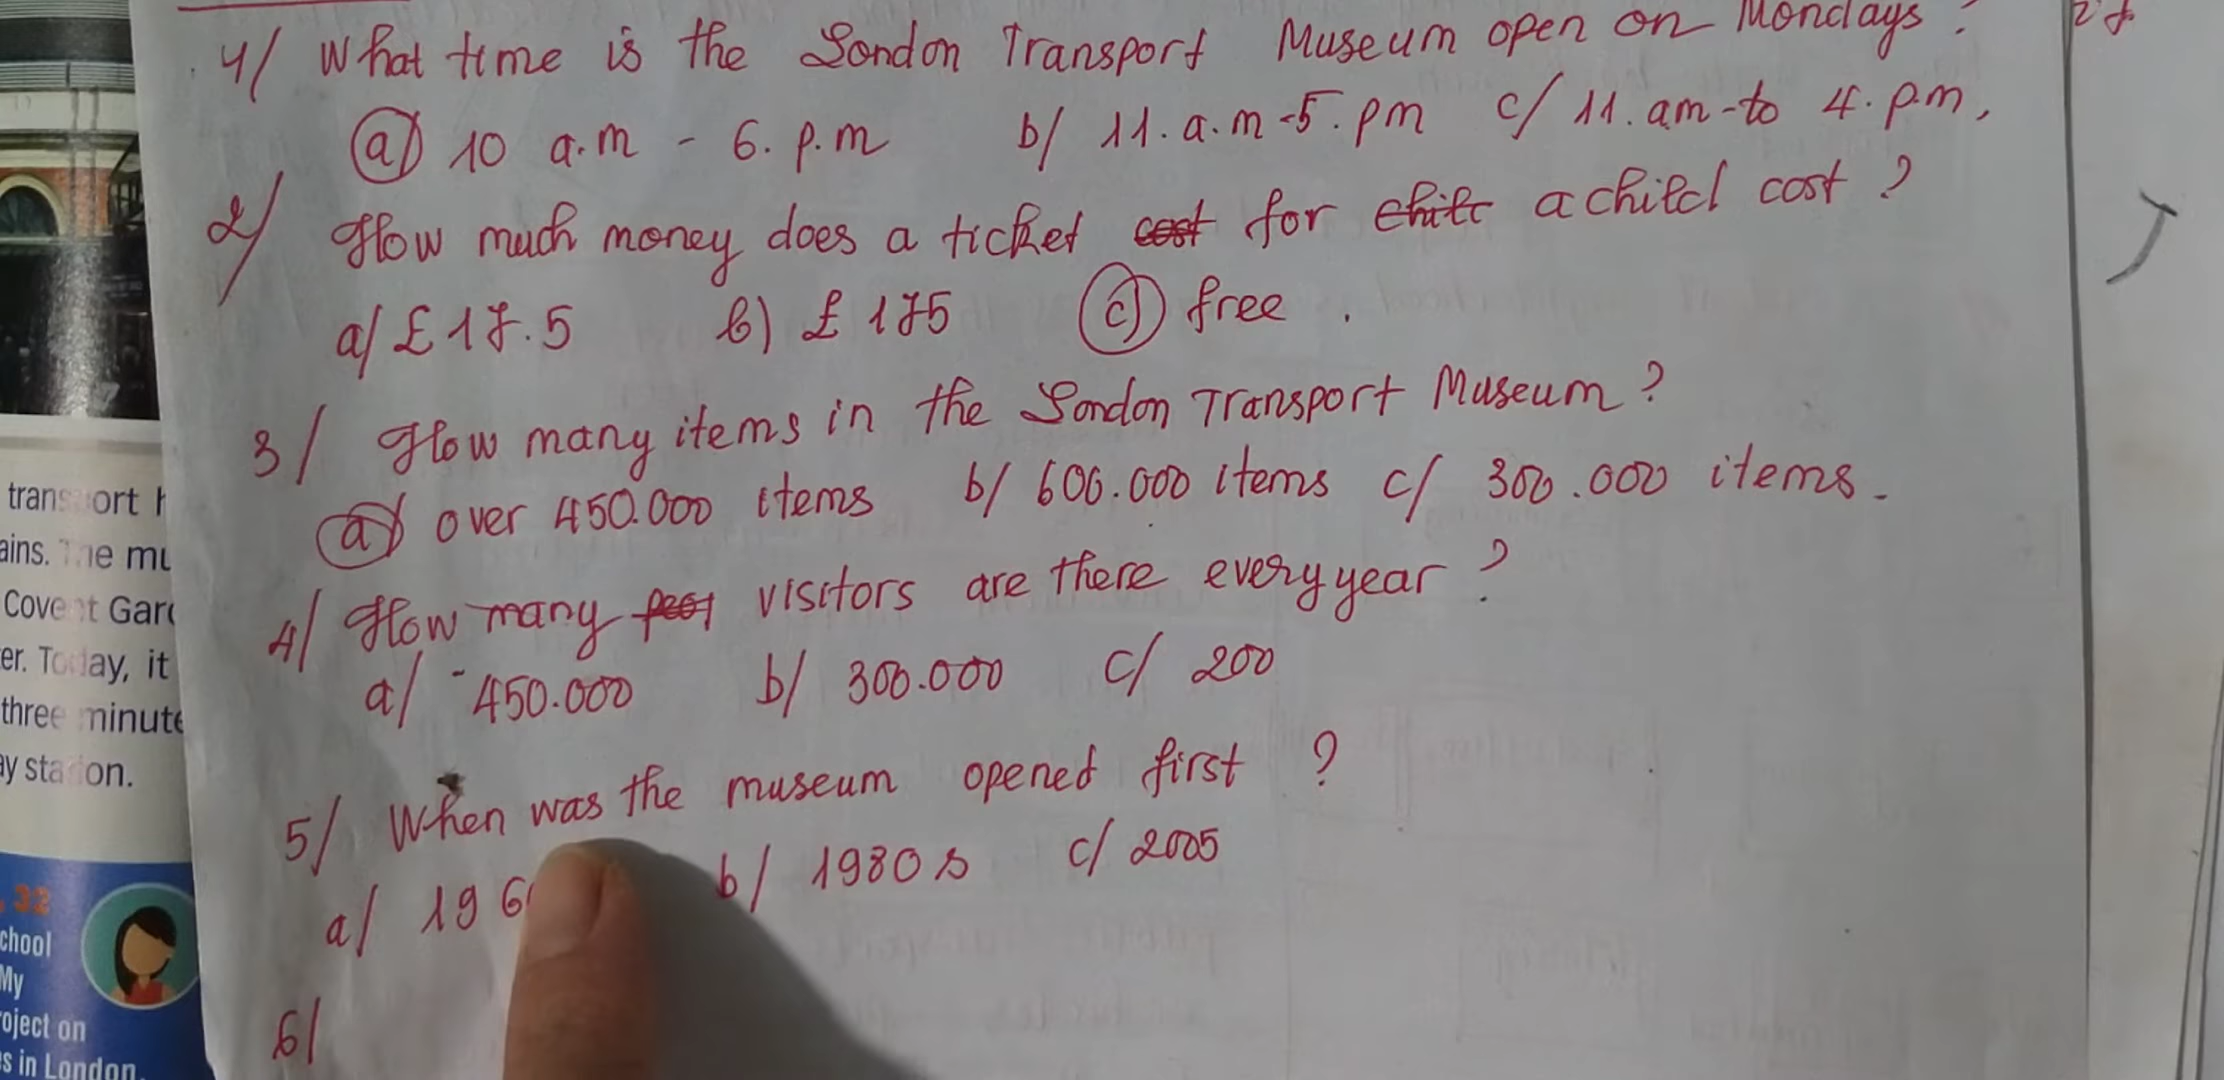 1/ What time is the London Transport Museum open on Mondays ?
a) 10 a.m - 6. p.m b/ 11. a.m -5. pm c/ 11. am -to 4. p.m,
2/ How much money does a ticket cost for a child cost ?
a/ £ 17.5 b) £ 175 c) free .
3/ How many items in the London Transport Museum ?
a) over 450.000 items b/ 600.000 items c/ 300.000 items.
4/ How many visitors are there every year ?
a/ 450.000 b/ 300.000 c/ 200
5/ When was the museum opened first ?
a/ 196 b/ 1980s c/ 2005
6/
transport
ains. The mu
Covent Gar
er. Today, it
three minute
ay station.
32
chool
My
roject on
s in London.